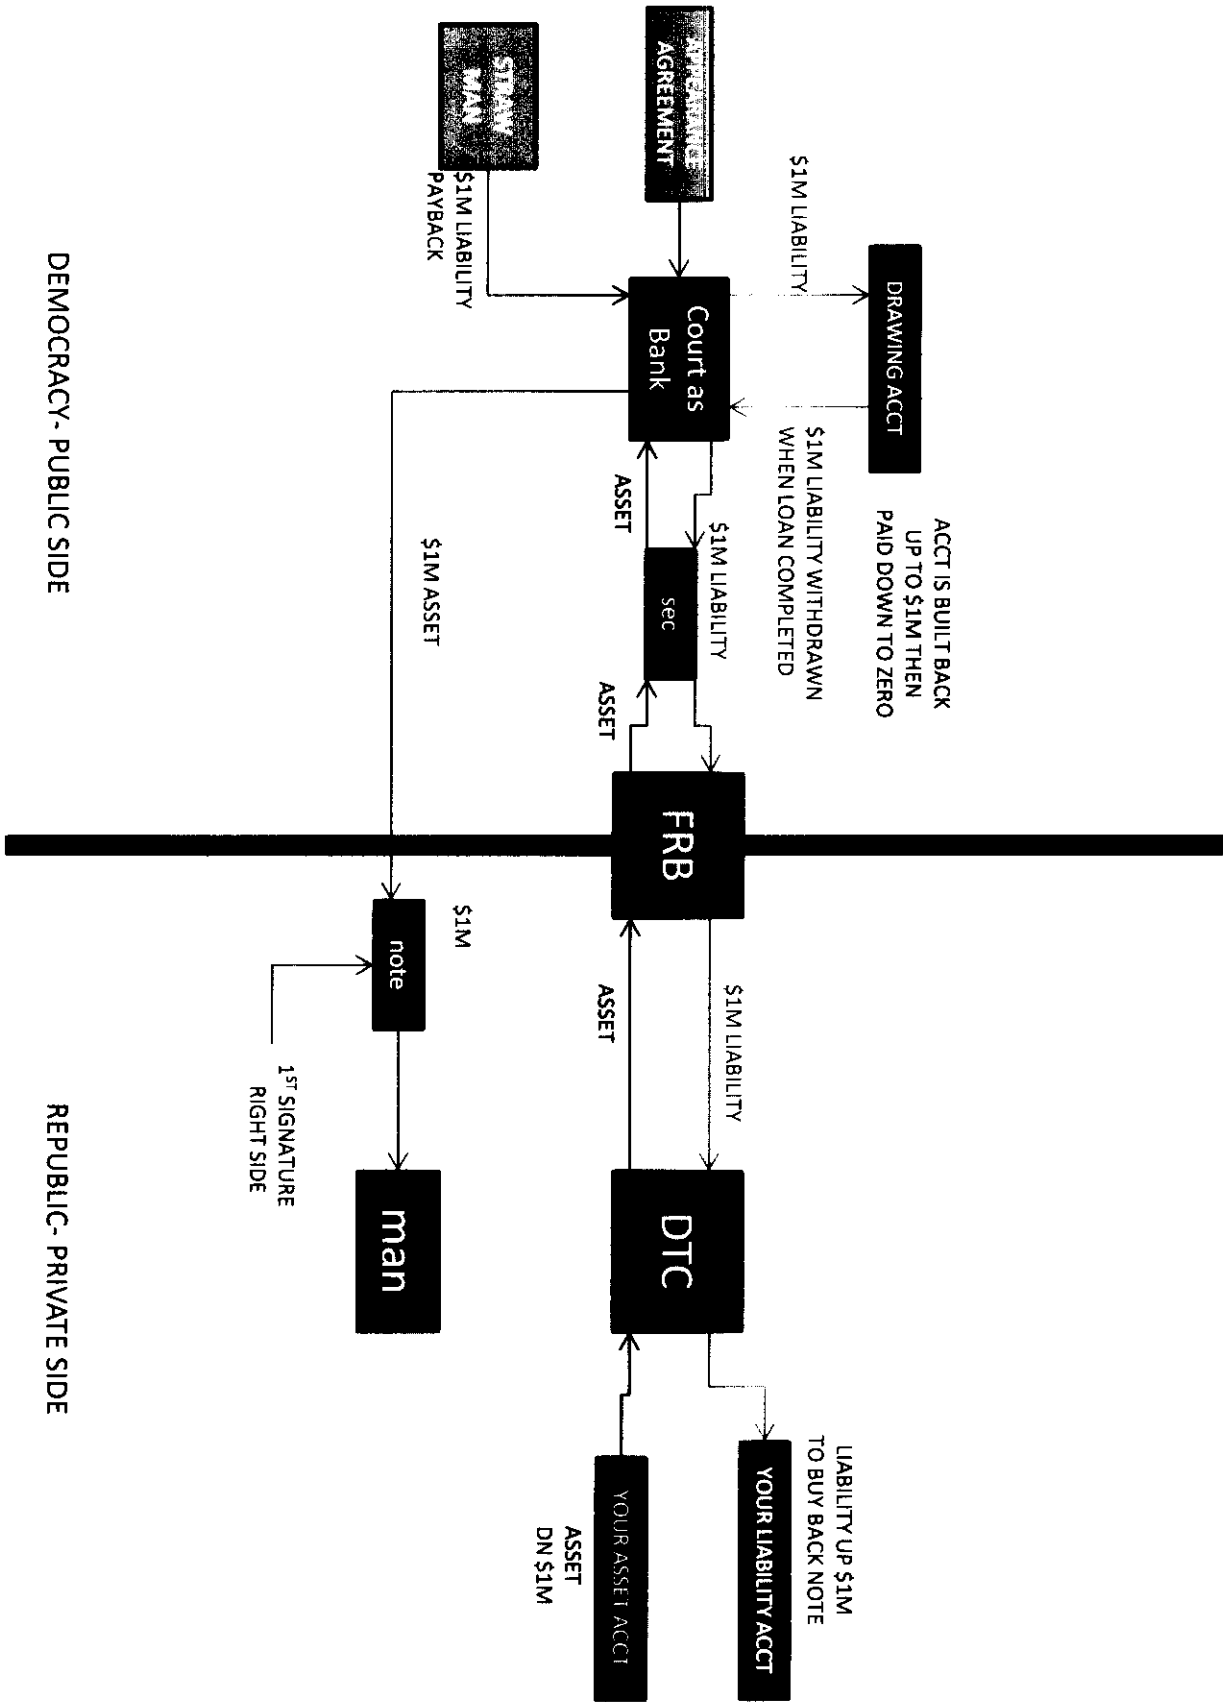 ACCT IS BUILT BACK
UP TO $1M THEN
PAID DOWN TO ZERO
DRAWING ACCT
$1M LIABILITY
$1M LIABILITY WITHDRAWN
WHEN LOAN COMPLETED
LIABILITY UP $1M
TO BUY BACK NOTE
YOUR LIABILITY ACCT
$1M LIABILITY
$1M LIABILITY
APPEARANCE
AGREEMENT
Court as
Bank
sec
FRB
DTC
YOUR ASSET ACCT
ASSET
ASSET
ASSET
ASSET
DN $1M
STRAW
MAN
$1M LIABILITY
PAYBACK
$1M ASSET
$1M
note
man
1ST SIGNATURE
RIGHT SIDE
DEMOCRACY- PUBLIC SIDE
REPUBLIC- PRIVATE SIDE